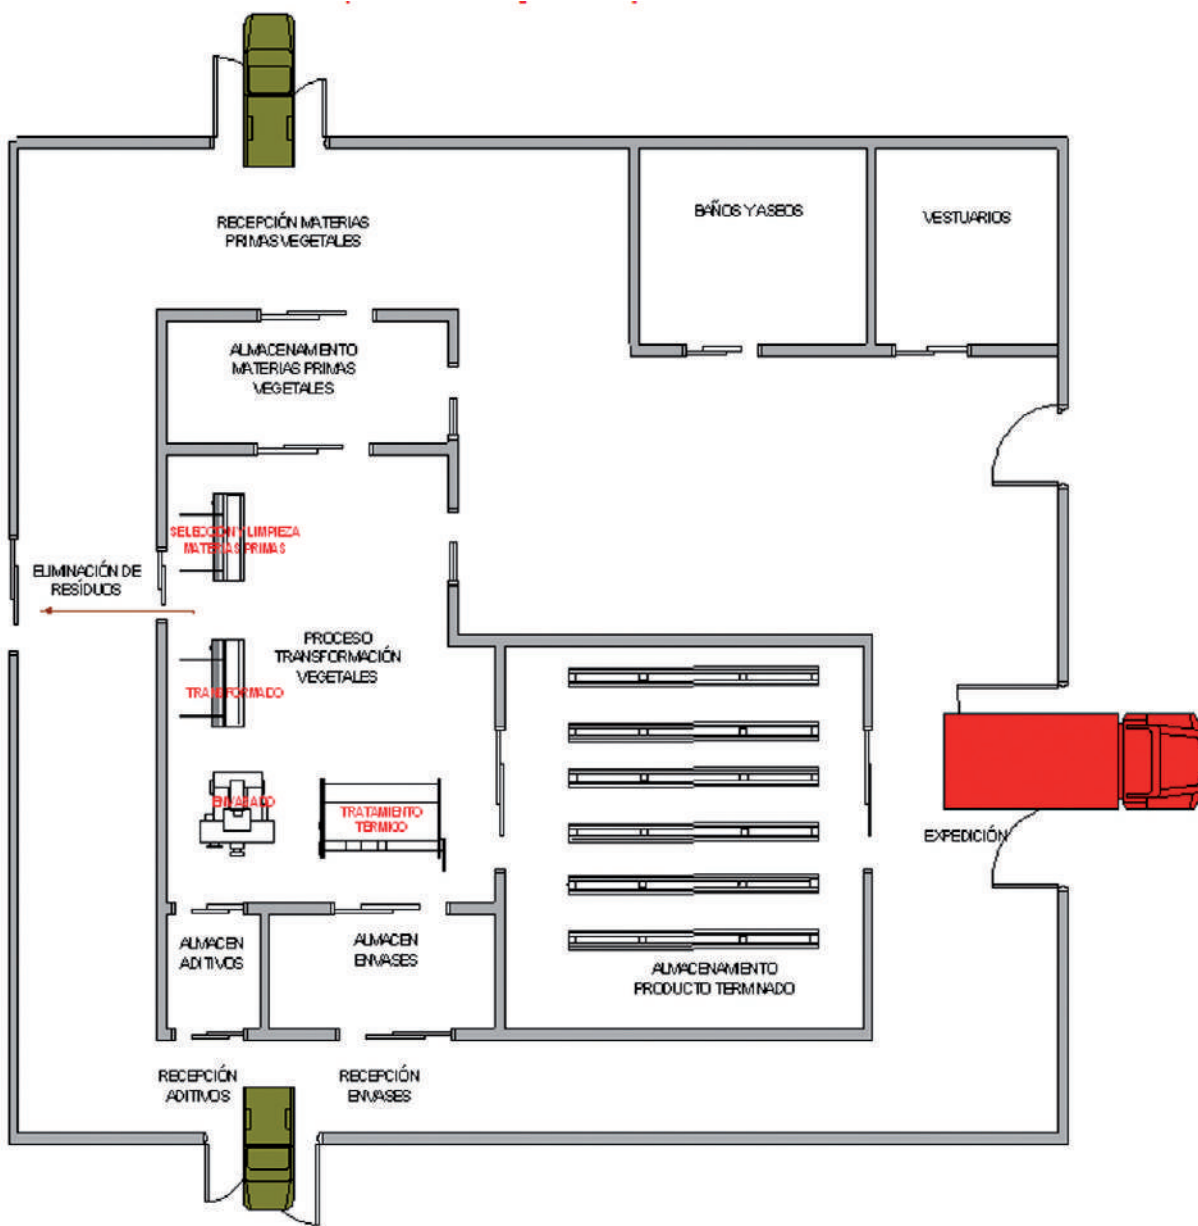 BAÑOS Y ASEOS
VESTUARIOS
RECEPCIÓN MATERIAS
PRIMAS VEGETALES
ALMACENAMIENTO
MATERIAS PRIMAS
VEGETALES
SELECCIÓN Y LIMPIEZA
MATERIAS PRIMAS
ELIMINACIÓN DE
RESÍDUOS
PROCESO
TRANSFORMACIÓN
VEGETALES
TRANSFORMADO
ENVASADO
TRATAMIENTO
TÉRMICO
EXPEDICIÓN
ALMACEN
ADITIVOS
ALMACEN
ENVASES
ALMACENAMIENTO
PRODUCTO TERMINADO
RECEPCIÓN
ADITIVOS
RECEPCIÓN
ENVASES